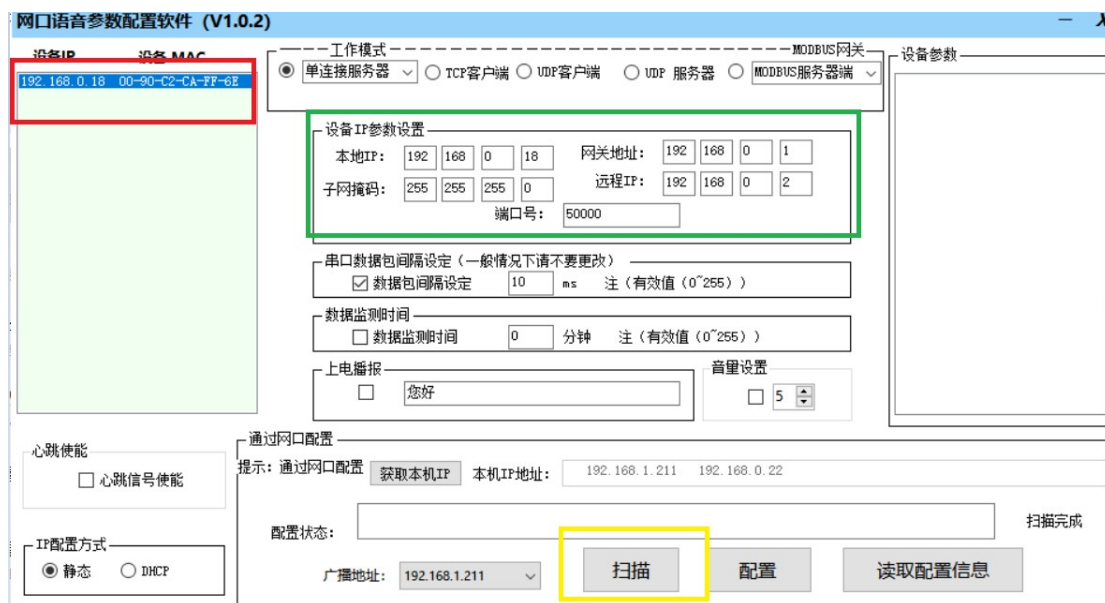 网口语音参数配置软件 (V1.0.2)
设备IP 设备 MAC
192.168.0.18 00-90-C2-CA-FF-6E
工作模式 MODBUS网关
单连接服务器 TCP客户端 UDP客户端 UDP 服务器 MODBUS服务器端
设备参数
设备IP参数设置
本地IP: 192 168 0 18 网关地址: 192 168 0 1
子网掩码: 255 255 255 0 远程IP: 192 168 0 2
端口号: 50000
串口数据包间隔设定（一般情况下请不要更改）
数据包间隔设定 10 ms 注（有效值（0~255））
数据监测时间
数据监测时间 0 分钟 注（有效值（0~255））
上电播报
您好
音量设置
5
心跳使能
心跳信号使能
IP配置方式
静态 DHCP
通过网口配置
提示: 通过网口配置 获取本机IP 本机IP地址: 192.168.1.211 192.168.0.22
配置状态: 扫描完成
广播地址: 192.168.1.211 扫描 配置 读取配置信息